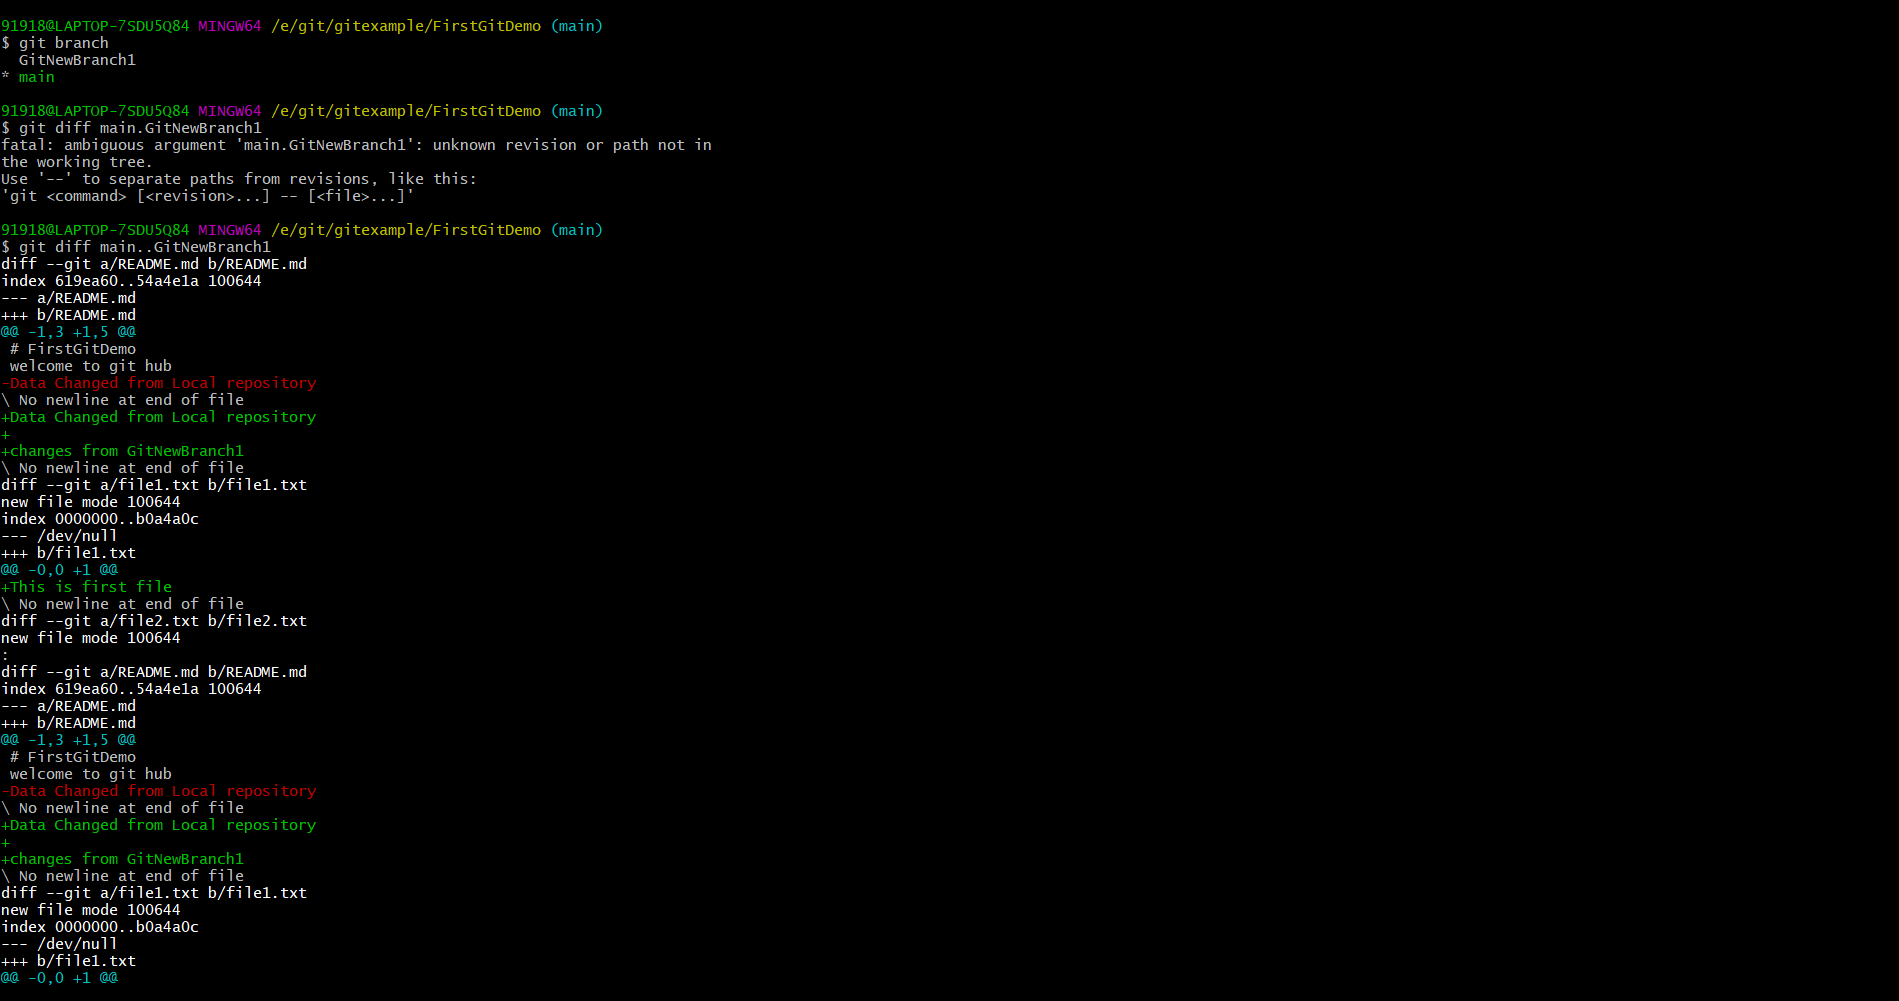 91918@LAPTOP-7SDU5Q84 MINGW64 /e/git/gitexample/FirstGitDemo (main)
$ git branch
  GitNewBranch1
* main

91918@LAPTOP-7SDU5Q84 MINGW64 /e/git/gitexample/FirstGitDemo (main)
$ git diff main.GitNewBranch1
fatal: ambiguous argument 'main.GitNewBranch1': unknown revision or path not in
the working tree.
Use '--' to separate paths from revisions, like this:
'git <command> [<revision>...] -- [<file>...]'

91918@LAPTOP-7SDU5Q84 MINGW64 /e/git/gitexample/FirstGitDemo (main)
$ git diff main..GitNewBranch1
diff --git a/README.md b/README.md
index 619ea60..54a4e1a 100644
--- a/README.md
+++ b/README.md
@@ -1,3 +1,5 @@
 # FirstGitDemo
 welcome to git hub
-Data Changed from Local repository
\ No newline at end of file
+Data Changed from Local repository
+
+changes from GitNewBranch1
\ No newline at end of file
diff --git a/file1.txt b/file1.txt
new file mode 100644
index 0000000..b0a4a0c
--- /dev/null
+++ b/file1.txt
@@ -0,0 +1 @@
+This is first file
\ No newline at end of file
diff --git a/file2.txt b/file2.txt
new file mode 100644
:
diff --git a/README.md b/README.md
index 619ea60..54a4e1a 100644
--- a/README.md
+++ b/README.md
@@ -1,3 +1,5 @@
 # FirstGitDemo
 welcome to git hub
-Data Changed from Local repository
\ No newline at end of file
+Data Changed from Local repository
+
+changes from GitNewBranch1
\ No newline at end of file
diff --git a/file1.txt b/file1.txt
new file mode 100644
index 0000000..b0a4a0c
--- /dev/null
+++ b/file1.txt
@@ -0,0 +1 @@